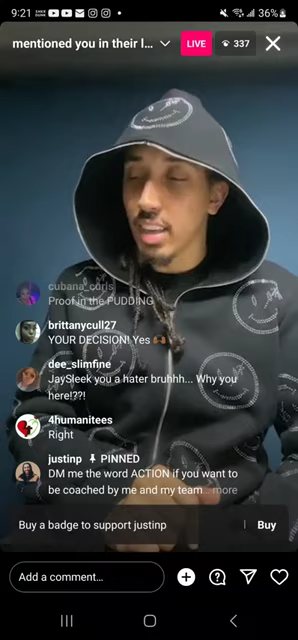 9:21
36%
mentioned you in their l...
LIVE
337
cubana_curls
Proof in the PUDDING
brittanycull27
YOUR DECISION! Yes
dee_slimfine
JaySleek you a hater bruhhh... Why you
here!??!
4humanitees
Right
justinp PINNED
DM me the word ACTION if you want to
be coached by me and my team... more
Buy a badge to support justinp
Buy
Add a comment...